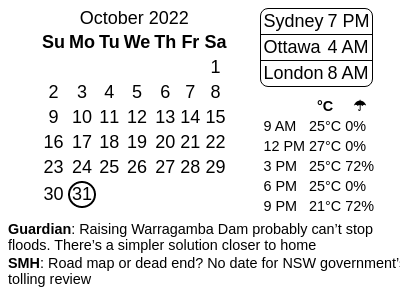 October 2022
Su Mo Tu We Th Fr Sa
1
2 3 4 5 6 7 8
9 10 11 12 13 14 15
16 17 18 19 20 21 22
23 24 25 26 27 28 29
30 31
Sydney 7 PM
Ottawa 4 AM
London 8 AM
°C ☂
9 AM 25°C 0%
12 PM 27°C 0%
3 PM 25°C 72%
6 PM 25°C 0%
9 PM 21°C 72%
Guardian: Raising Warragamba Dam probably can’t stop
floods. There’s a simpler solution closer to home
SMH: Road map or dead end? No date for NSW government’s
tolling review